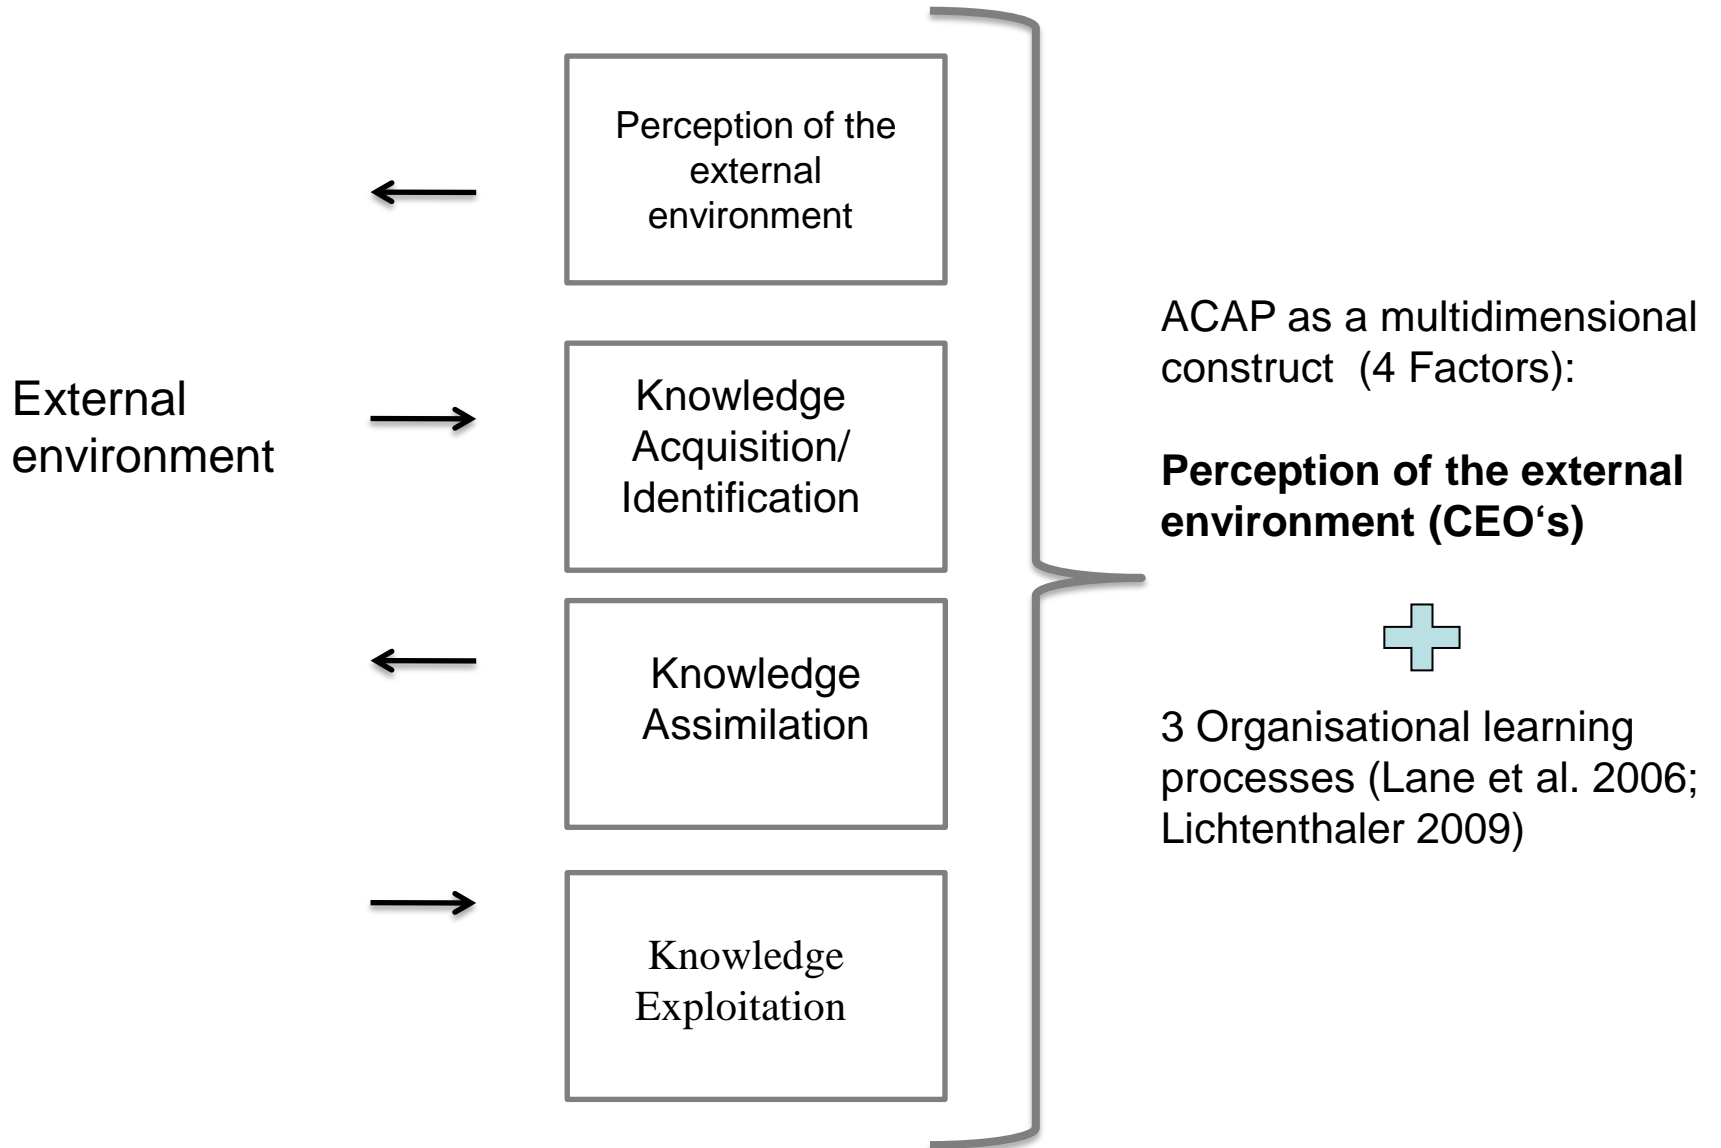 External
environment
Perception of the
external
environment
Knowledge
Acquisition/
Identification
Knowledge
Assimilation
Knowledge
Exploitation
ACAP as a multidimensional
construct  (4 Factors):
Perception of the external
environment (CEO‘s)
3 Organisational learning
processes (Lane et al. 2006;
Lichtenthaler 2009)